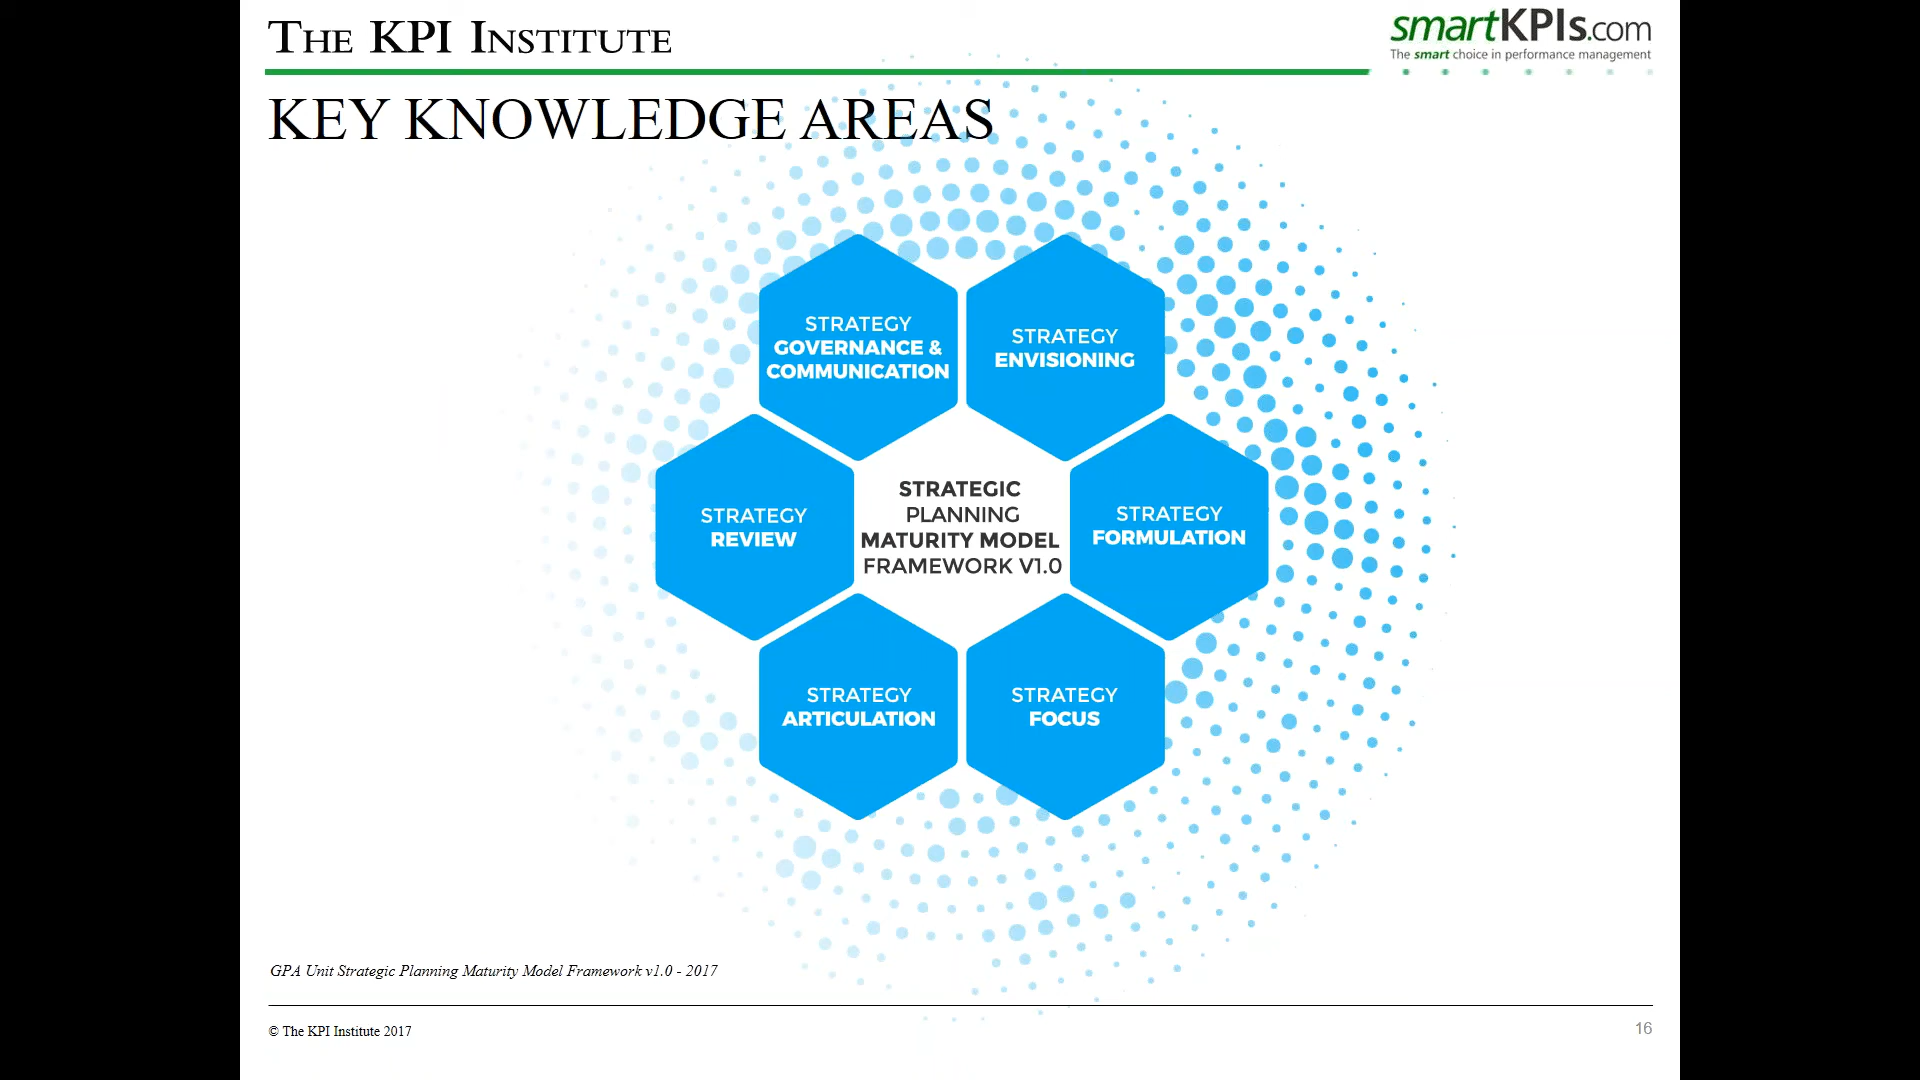 THE KPI INSTITUTE
smartKPIs.com
The smart choice in performance management
KEY KNOWLEDGE AREAS
STRATEGY
GOVERNANCE &
COMMUNICATION
STRATEGY
ENVISIONING
STRATEGY
REVIEW
STRATEGIC
PLANNING
MATURITY MODEL
FRAMEWORK V1.0
STRATEGY
FORMULATION
STRATEGY
ARTICULATION
STRATEGY
FOCUS
GPA Unit Strategic Planning Maturity Model Framework v1.0 - 2017
© The KPI Institute 2017
16